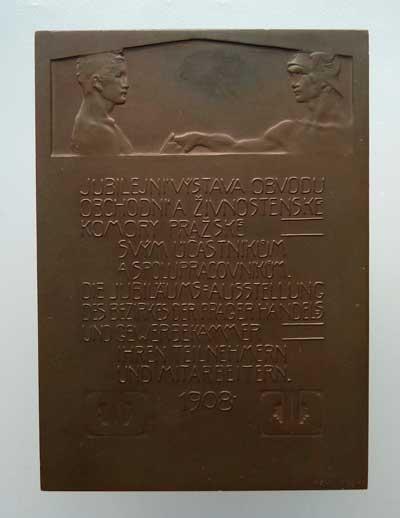 JUBILEJNÍ VÝSTAVA OBVODU
OBCHODNÍ A ŽIVNOSTENSKÉ
KOMORY PRAŽSKÉ
SVÝM ÚČASTNÍKŮM
A SPOLUPRACOVNÍKŮM.
DIE JUBILÄUMS-AUSSTELLUNG
DES BEZIRKES DER PRAGER HANDELS
UND GEWERBEKAMMER
IHREN TEILNEHMERN
UND MITARBEITERN.
1908